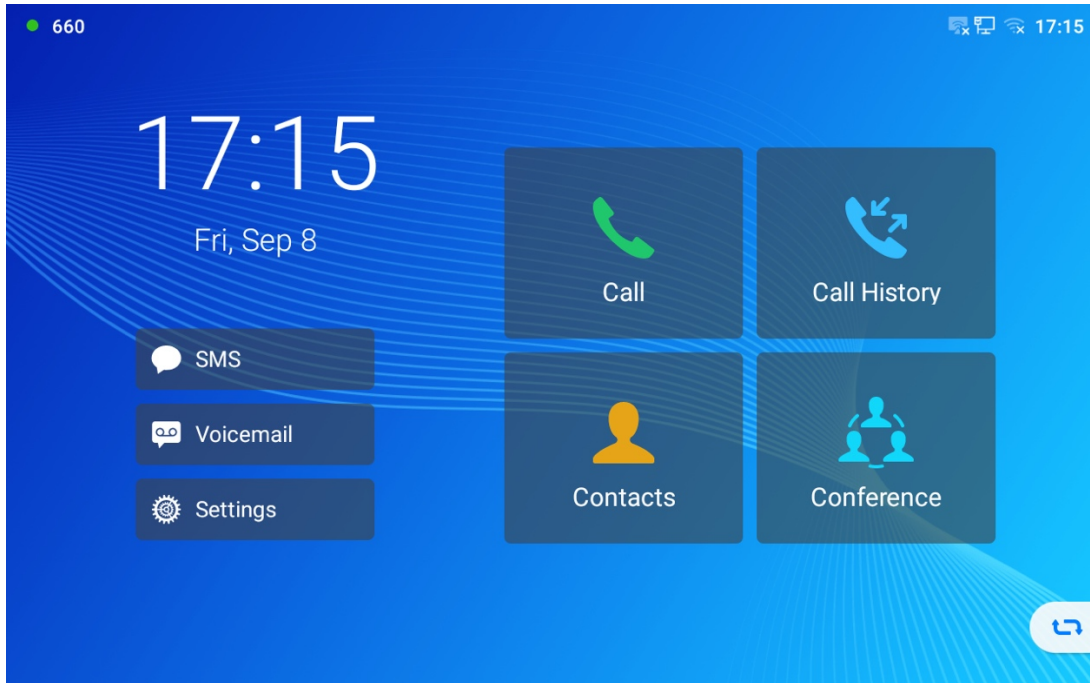 660
17:15
17:15
Fri, Sep 8
SMS
Voicemail
Settings
Call
Call History
Contacts
Conference